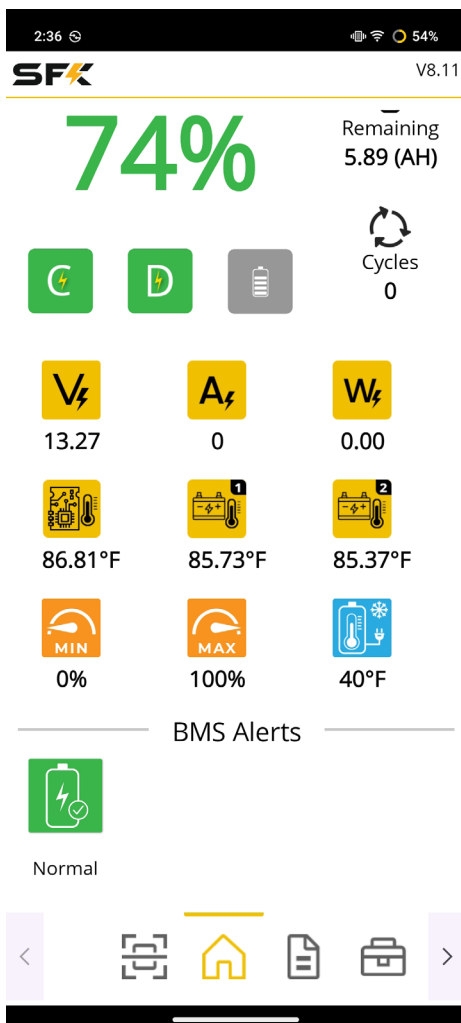 2:36
54%
SFK
V8.11
74%
Remaining
5.89 (AH)
Cycles
0
C
D
V
A
W
13.27
0
0.00
1
2
86.81°F
85.73°F
85.37°F
MIN
MAX
0%
100%
40°F
BMS Alerts
Normal